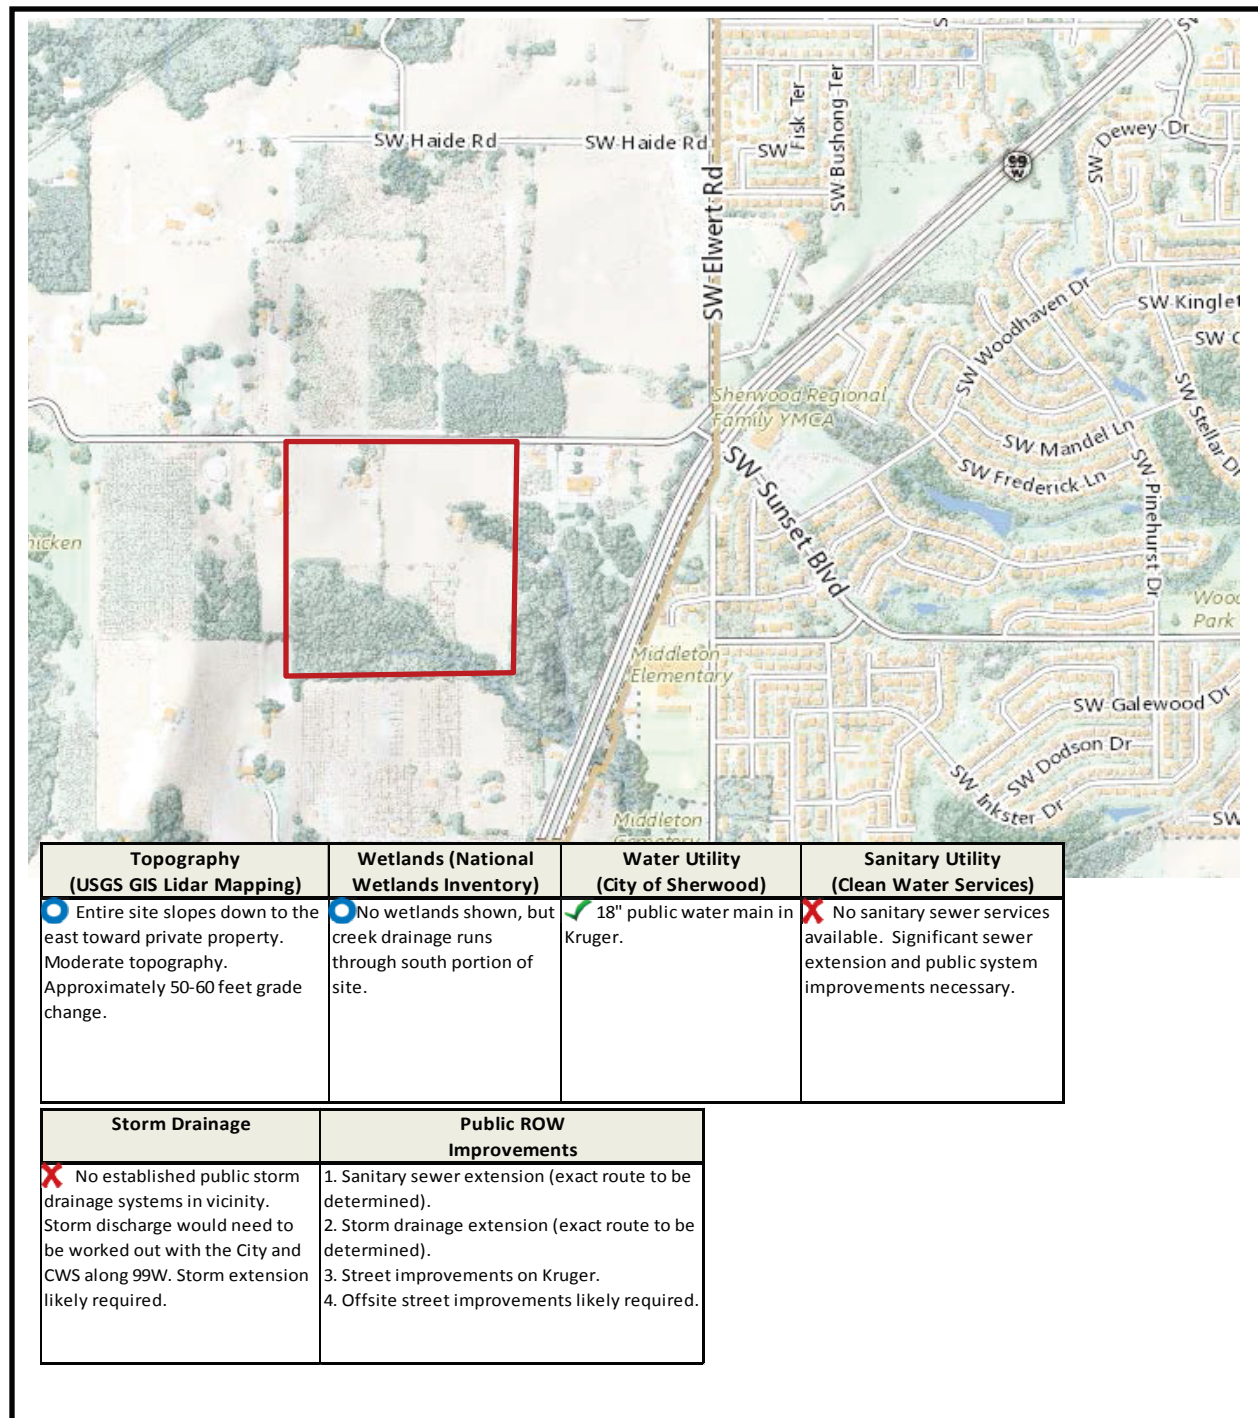 SW Haide Rd
SW Haide Rd
SW Elwert Rd
SW Fisk Ter
SW Bushong Ter
99
W
SW Dewey Dr
SW Woodhaven Dr
SW Kinglet
SW C
SW Stellar Dr
SW Mandel Ln
SW Frederick Ln
SW Pinehurst Dr
Sherwood Regional
Family YMCA
SW Sunset Blvd
hicken
Wood
Park
Middleton
Elementary
SW Galewood Dr
SW Dodson Dr
SW Inkster Dr
SW
Middleton
Topography
(USGS GIS Lidar Mapping)
Entire site slopes down to the
east toward private property.
Moderate topography.
Approximately 50-60 feet grade
change.
Wetlands (National
Wetlands Inventory)
No wetlands shown, but
creek drainage runs
through south portion of
site.
Water Utility
(City of Sherwood)
18" public water main in
Kruger.
Sanitary Utility
(Clean Water Services)
No sanitary sewer services
available. Significant sewer
extension and public system
improvements necessary.
Storm Drainage
No established public storm
drainage systems in vicinity.
Storm discharge would need to
be worked out with the City and
CWS along 99W. Storm extension
likely required.
Public ROW
Improvements
1. Sanitary sewer extension (exact route to be
determined).
2. Storm drainage extension (exact route to be
determined).
3. Street improvements on Kruger.
4. Offsite street improvements likely required.